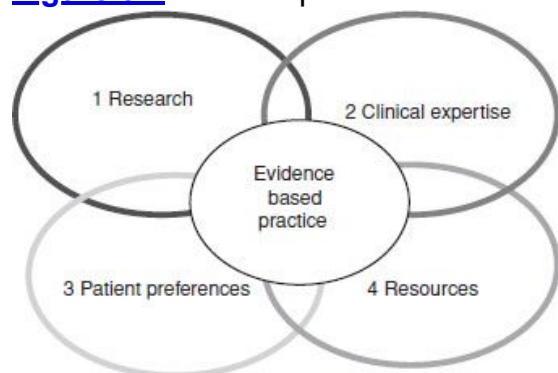 1 Research
2 Clinical expertise
Evidence
based
practice
3 Patient preferences
4 Resources